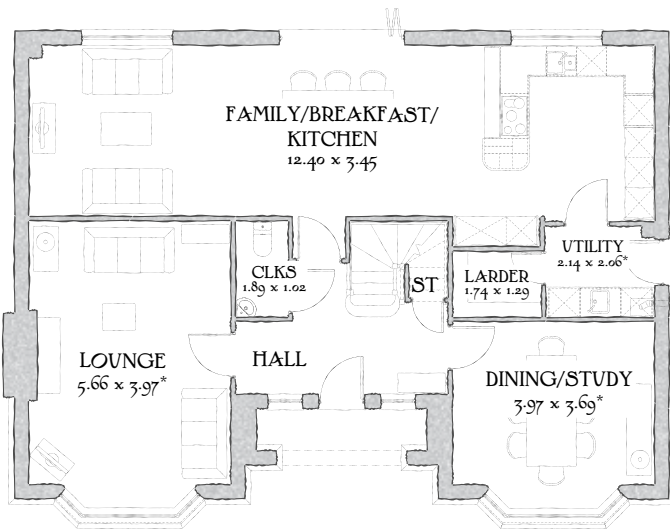 FAMILY/BREAKFAST/
KITCHEN
12.40 x 3.45
CLKS
1.89 x 1.02
ST
LARDER
1.74 x 1.29
UTILITY
2.14 x 2.06*
LOUNGE
5.66 x 3.97*
HALL
DINING/STUDY
3.97 x 3.69*